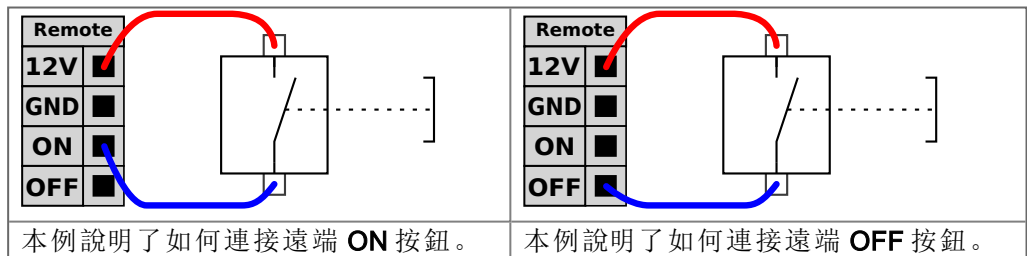 Remote
12V
GND
ON
OFF
Remote
12V
GND
ON
OFF
本例說明了如何連接遠端 ON 按鈕。
本例說明了如何連接遠端 OFF 按鈕。